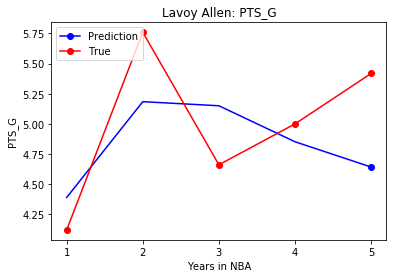 Lavoy Allen: PTS_G
Prediction
True
5.75
5.50
5.25
5.00
4.75
4.50
4.25
PTS_G
1 2 3 4 5
Years in NBA